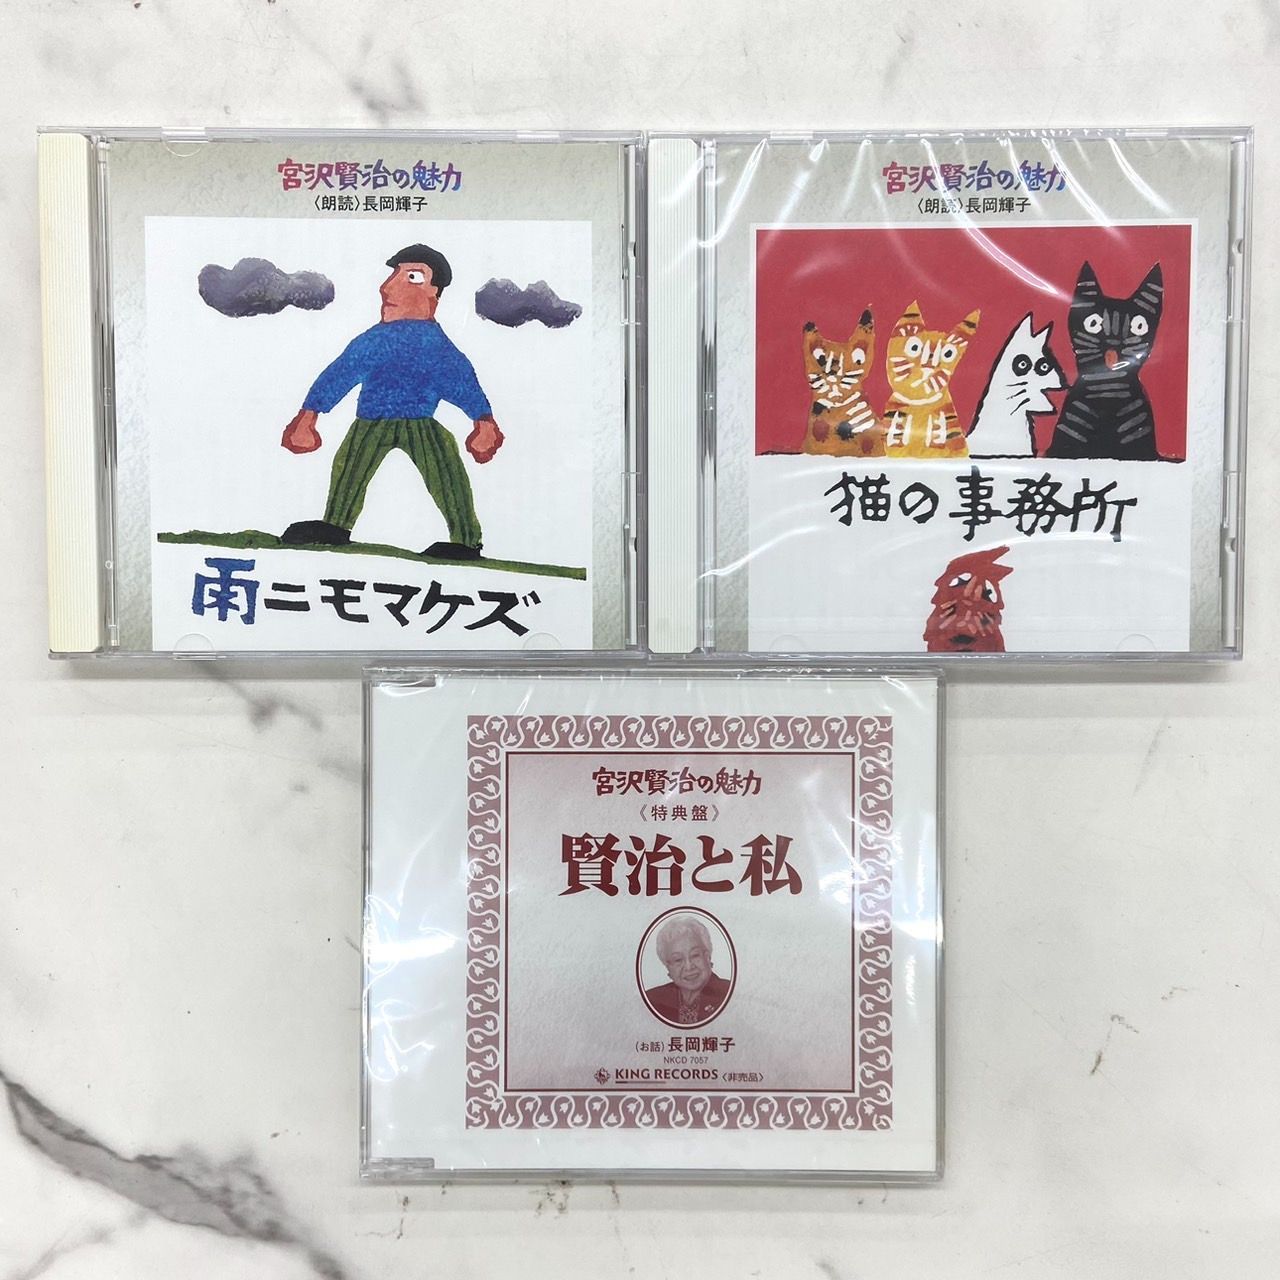 宮沢賢治の魅力
〈朗読〉長岡輝子
雨ニモマケズ
宮沢賢治の魅力
〈朗読〉長岡輝子
猫の事務所
宮沢賢治の魅力
《特典盤》
賢治と私
(お話)長岡輝子
NKCD 7057
KING RECORDS〈非売品〉